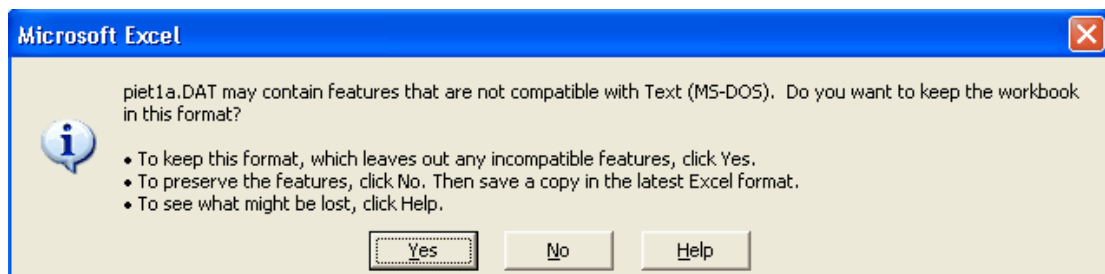 Microsoft Excel
piet1a.DAT may contain features that are not compatible with Text (MS-DOS).  Do you want to keep the workbook
in this format?
• To keep this format, which leaves out any incompatible features, click Yes.
• To preserve the features, click No. Then save a copy in the latest Excel format.
• To see what might be lost, click Help.
Yes No Help